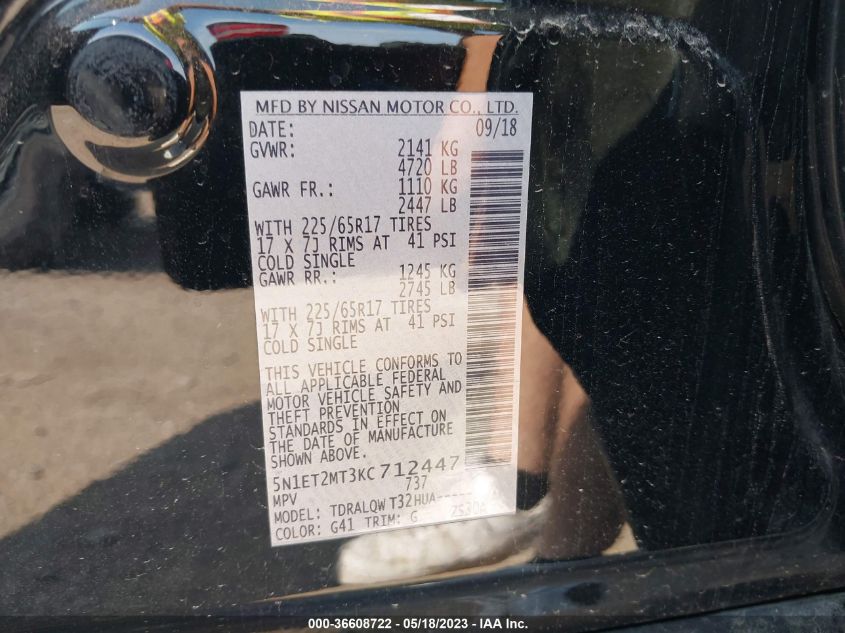 MFD BY NISSAN MOTOR CO., LTD.
DATE: 09/18
GVWR: 2141 KG
4720 LB
GAWR FR.: 1110 KG
2447 LB
WITH 225/65R17 TIRES
17 X 7J RIMS AT 41 PSI
COLD SINGLE
GAWR RR.: 1245 KG
2745 LB
WITH 225/65R17 TIRES
17 X 7J RIMS AT 41 PSI
COLD SINGLE
THIS VEHICLE CONFORMS TO
ALL APPLICABLE FEDERAL
MOTOR VEHICLE SAFETY AND
THEFT PREVENTION
STANDARDS IN EFFECT ON
THE DATE OF MANUFACTURE
SHOWN ABOVE.
5N1ET2MT3KC712447
MPV 737
MODEL: TDRALQW
COLOR: G41 TRIM: G
000-36608722 - 05/18/2023 - IAA Inc.